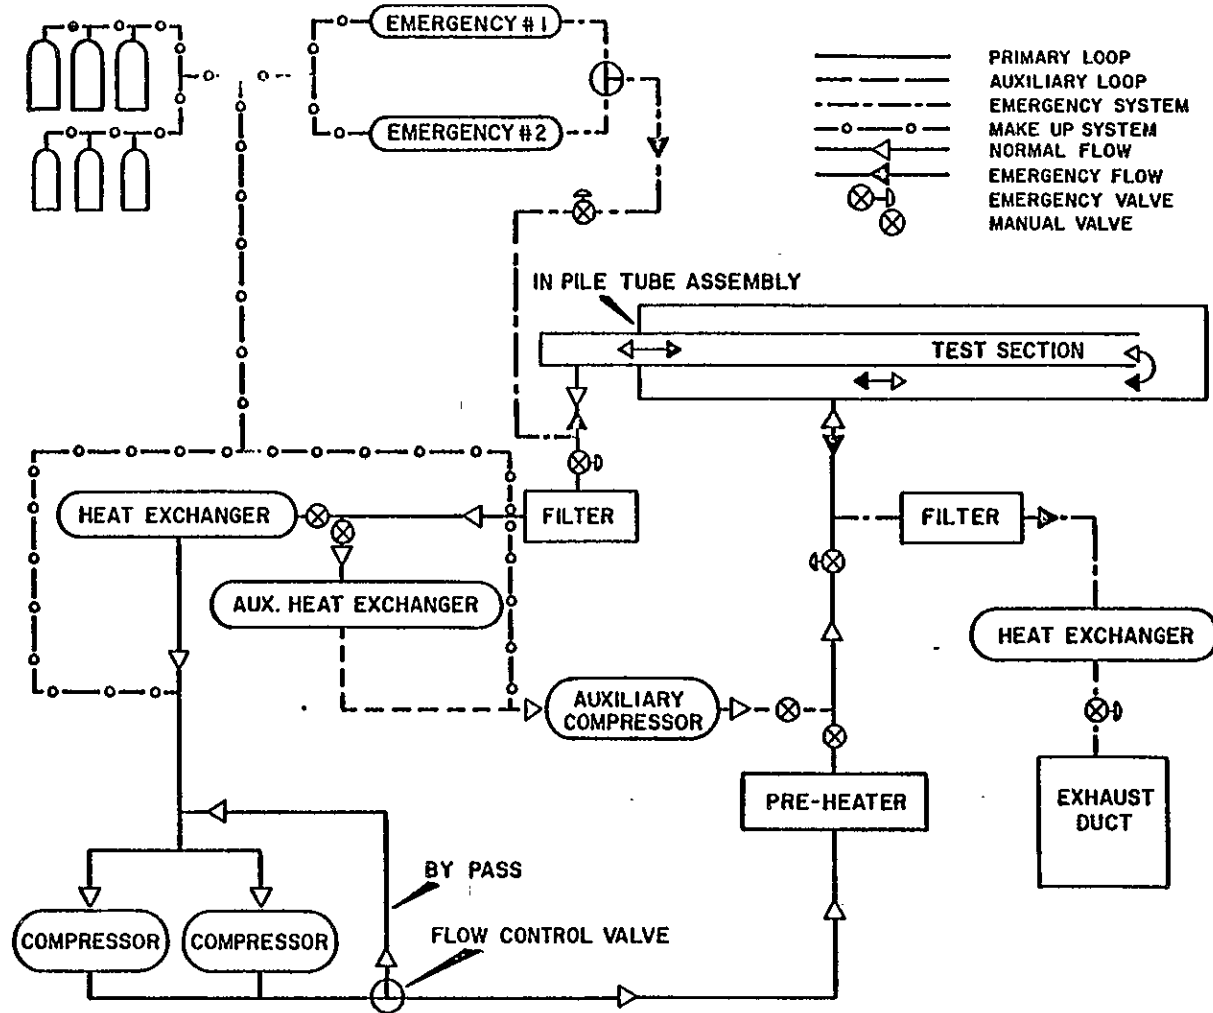 EMERGENCY #1
EMERGENCY #2
PRIMARY LOOP
AUXILIARY LOOP
EMERGENCY SYSTEM
MAKE UP SYSTEM
NORMAL FLOW
EMERGENCY FLOW
EMERGENCY VALVE
MANUAL VALVE
IN PILE TUBE ASSEMBLY
TEST SECTION
HEAT EXCHANGER
FILTER
FILTER
AUX. HEAT EXCHANGER
HEAT EXCHANGER
AUXILIARY
COMPRESSOR
PRE-HEATER
EXHAUST
DUCT
BY PASS
COMPRESSOR
COMPRESSOR
FLOW CONTROL VALVE